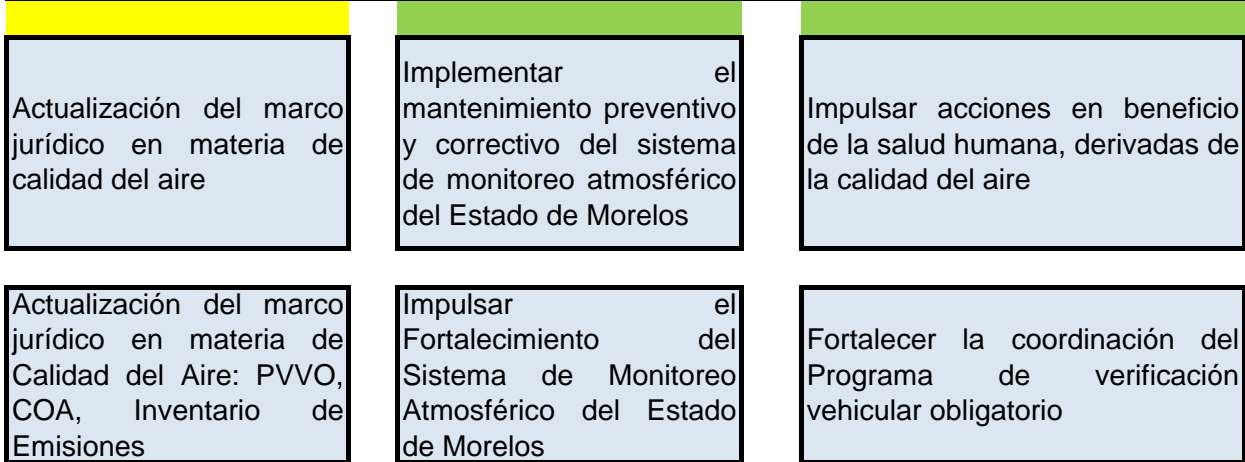 Actualización del marco
jurídico en materia de
calidad del aire
Implementar el
mantenimiento preventivo
y correctivo del sistema
de monitoreo atmosférico
del Estado de Morelos
Impulsar acciones en beneficio
de la salud humana, derivadas de
la calidad del aire
Actualización del marco
jurídico en materia de
Calidad del Aire: PVVO,
COA, Inventario de
Emisiones
Impulsar el
Fortalecimiento del
Sistema de Monitoreo
Atmosférico del Estado
de Morelos
Fortalecer la coordinación del
Programa de verificación
vehicular obligatorio